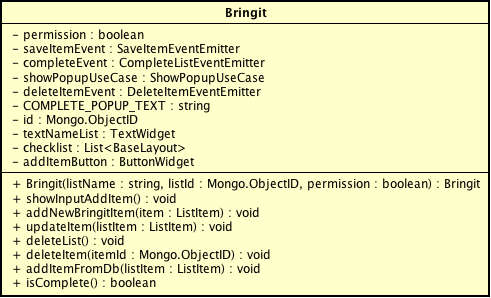 Bringit
- permission : boolean
- saveItemEvent : SaveItemEventEmitter
- completeEvent : CompleteListEventEmitter
- showPopupUseCase : ShowPopupUseCase
- deleteItemEvent : DeleteItemEventEmitter
- COMPLETE_POPUP_TEXT : string
- id : Mongo.ObjectID
- textNameList : TextWidget
- checklist : List<BaseLayout>
- addItemButton : ButtonWidget
+ Bringit(listName : string, listId : Mongo.ObjectID, permission : boolean) : Bringit
+ showInputAddItem() : void
+ addNewBringitItem(item : ListItem) : void
+ updateItem(listItem : ListItem) : void
+ deleteList() : void
+ deleteItem(itemId : Mongo.ObjectID) : void
+ addItemFromDb(listItem : ListItem) : void
+ isComplete() : boolean